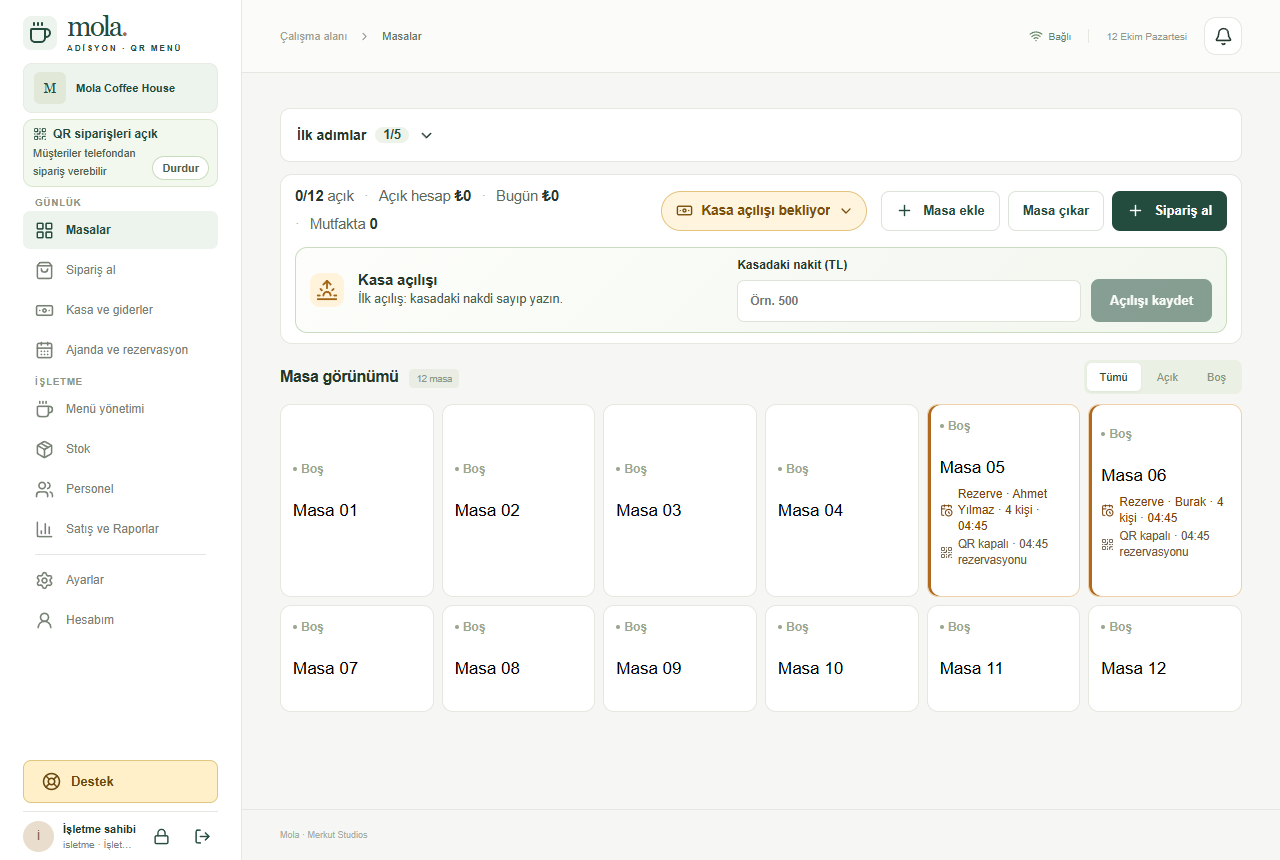 mola.
ADİSYON · QR MENÜ
M
Mola Coffee House
QR siparişleri açık
Müşteriler telefondan
sipariş verebilir
Durdur
GÜNLÜK
Masalar
Sipariş al
Kasa ve giderler
Ajanda ve rezervasyon
İŞLETME
Menü yönetimi
Stok
Personel
Satış ve Raporlar
Ayarlar
Hesabım
Destek
İ
İşletme sahibi
isletme · İşlet...
Çalışma alanı > Masalar
Bağlı
12 Ekim Pazartesi
İlk adımlar 1/5
0/12 açık · Açık hesap ₺0 · Bugün ₺0
· Mutfakta 0
Kasa açılışı bekliyor
+ Masa ekle
Masa çıkar
+ Sipariş al
Kasa açılışı
İlk açılış: kasadaki nakdi sayıp yazın.
Kasadaki nakit (TL)
Örn. 500
Açılışı kaydet
Masa görünümü 12 masa
Tümü Açık Boş
• Boş
Masa 01
• Boş
Masa 02
• Boş
Masa 03
• Boş
Masa 04
• Boş
Masa 05
Rezerve · Ahmet
Yılmaz · 4 kişi ·
04:45
QR kapalı · 04:45
rezervasyonu
• Boş
Masa 06
Rezerve · Burak · 4
kişi · 04:45
QR kapalı · 04:45
rezervasyonu
• Boş
Masa 07
• Boş
Masa 08
• Boş
Masa 09
• Boş
Masa 10
• Boş
Masa 11
• Boş
Masa 12
Mola · Merkut Studios